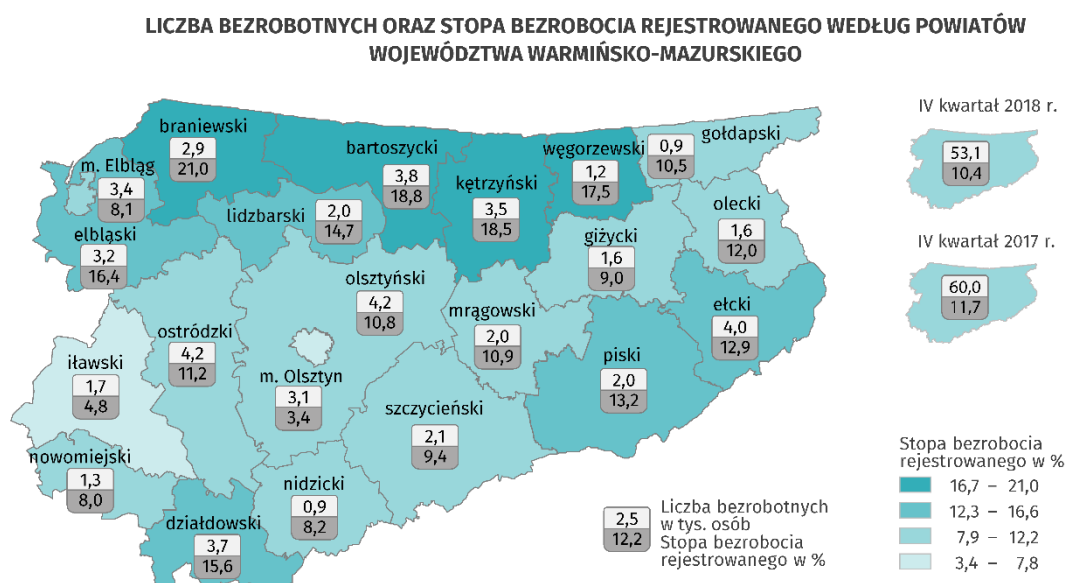 LICZBA BEZROBOTNYCH ORAZ STOPA BEZROBOCIA REJESTROWANEGO WEDŁUG POWIATÓW
WOJEWÓDZTWA WARMIŃSKO-MAZURSKIEGO
IV kwartał 2018 r.
53,1
10,4
IV kwartał 2017 r.
60,0
11,7
braniewski
2,9
21,0
bartoszycki
3,8
18,8
węgorzewski
1,2
17,5
gołdapski
0,9
10,5
m. Elbląg
3,4
8,1
lidzbarski
2,0
14,7
kętrzyński
3,5
18,5
olecki
1,6
12,0
elbląski
3,2
16,4
giżycki
1,6
9,0
olsztyński
4,2
10,8
mrągowski
2,0
10,9
ełcki
4,0
12,9
ostródzki
4,2
11,2
iławski
1,7
4,8
m. Olsztyn
3,1
3,4
piski
2,0
13,2
szczycieński
2,1
9,4
nowomiejski
1,3
8,0
nidzicki
0,9
8,2
działdowski
3,7
15,6
2,5
12,2
Liczba bezrobotnych
w tys. osób
Stopa bezrobocia
rejestrowanego w %
Stopa bezrobocia
rejestrowanego w %
16,7 – 21,0
12,3 – 16,6
7,9 – 12,2
3,4 – 7,8